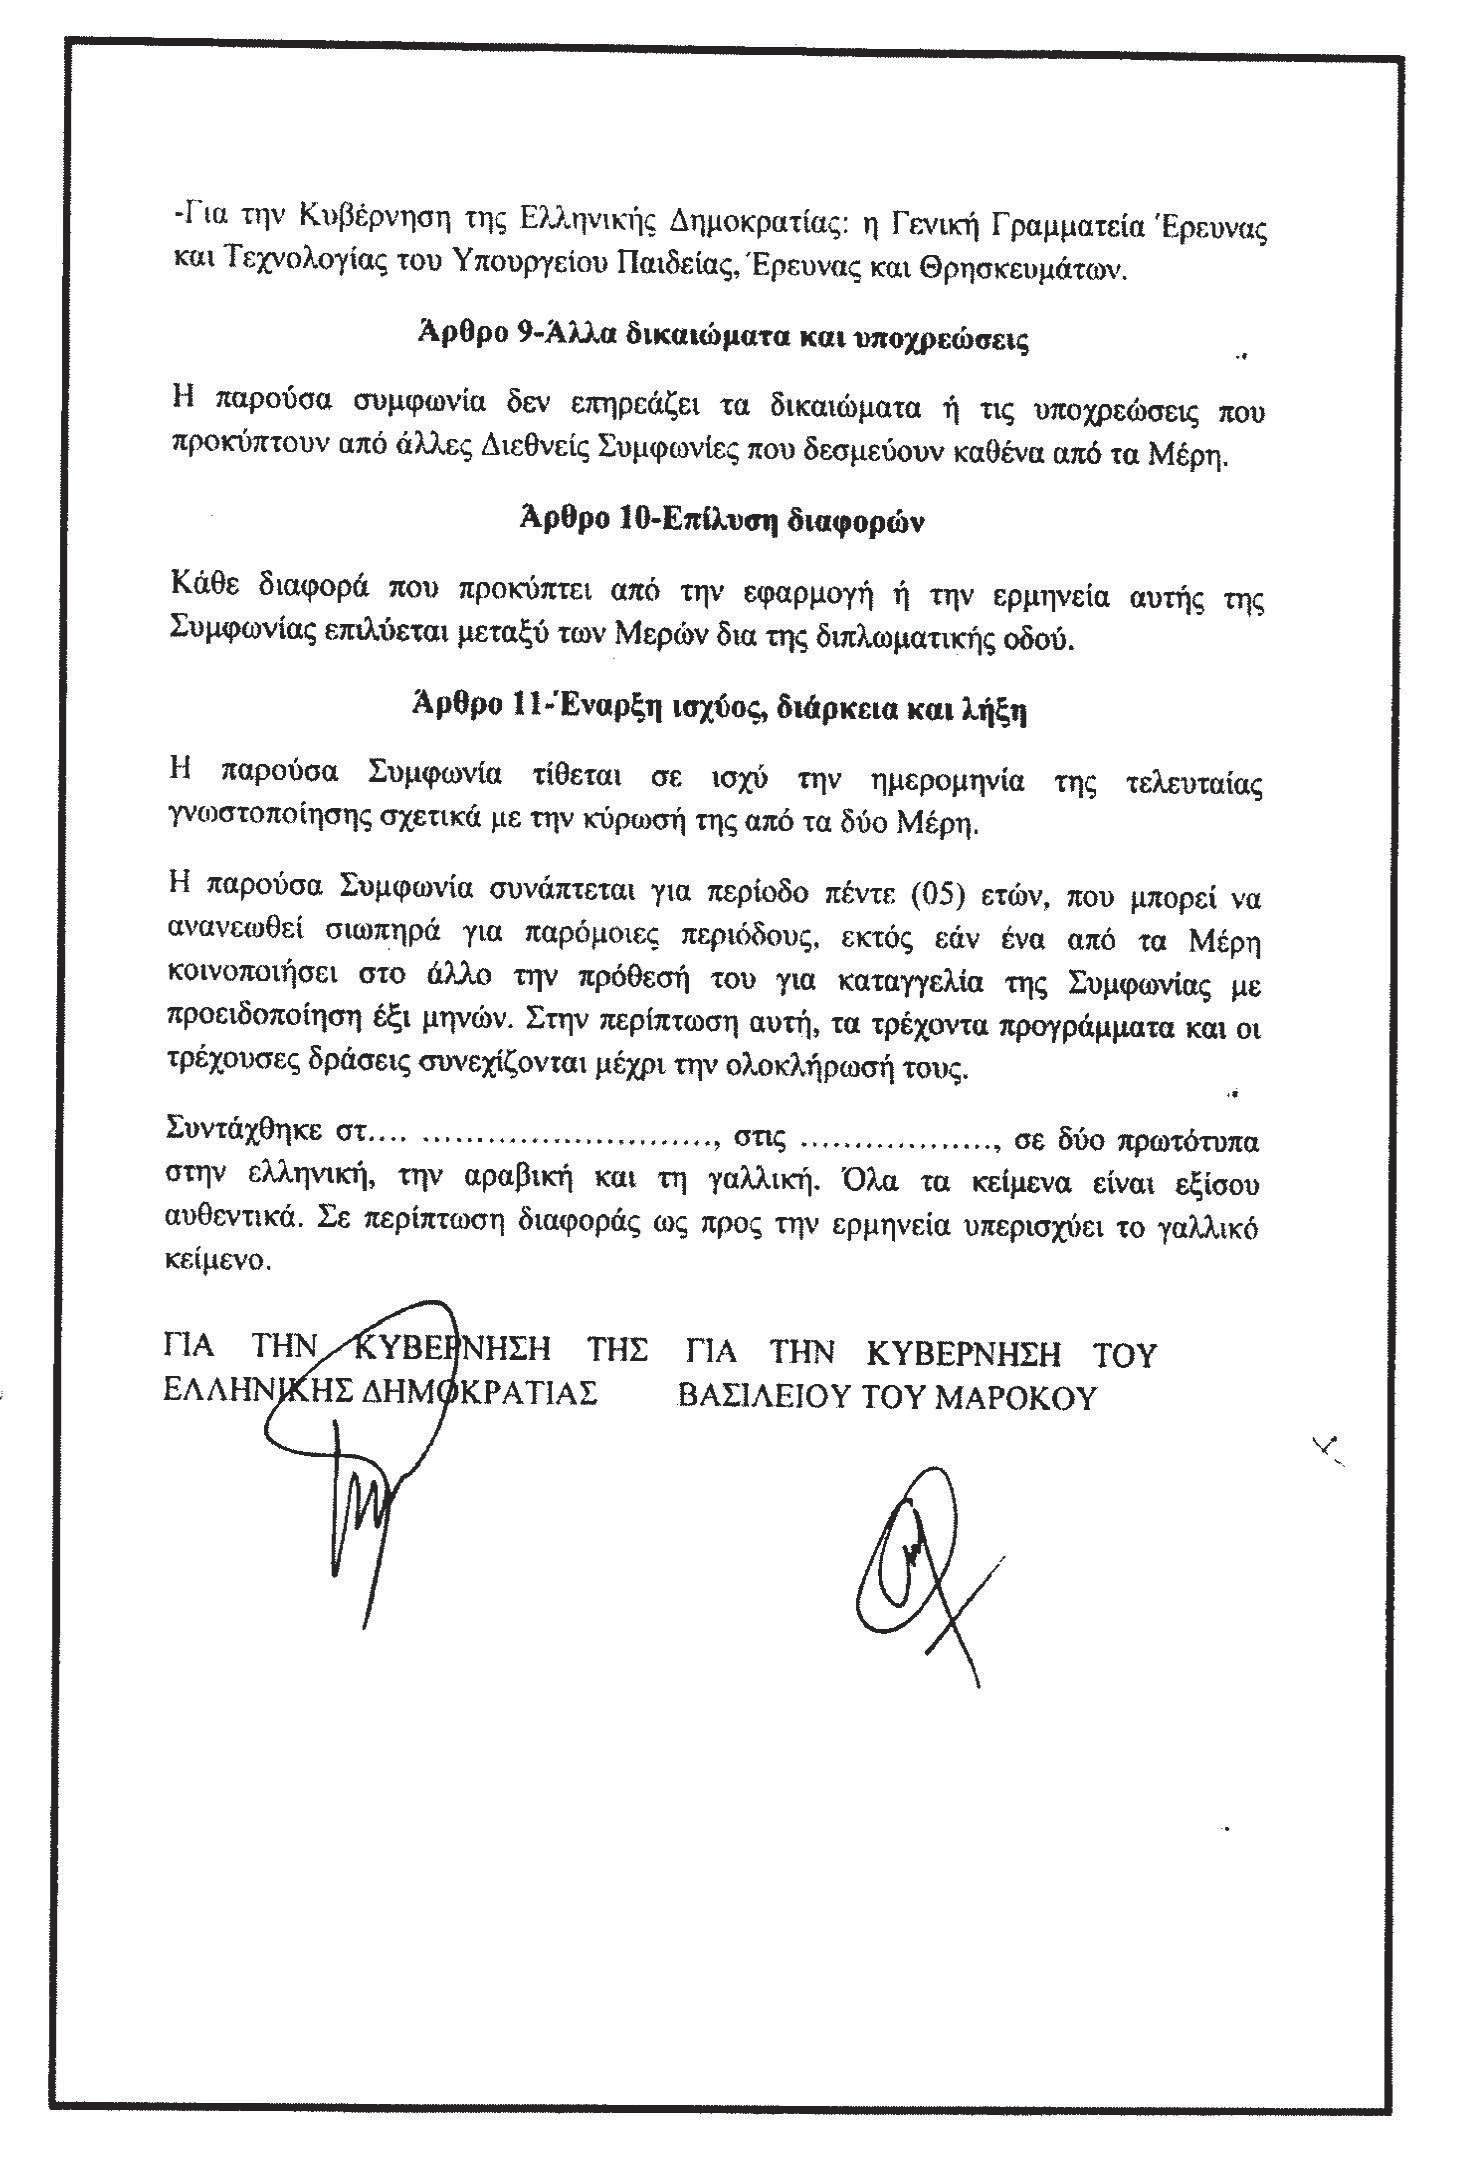 -Για την Κυβέρνηση της Ελληνικής Δημοκρατίας: η Γενική Γραμματεία Έρευνας
και Τεχνολογίας του Υπουργείου Παιδείας, Έρευνας και Θρησκευμάτων.
Άρθρο 9-Άλλα δικαιώματα και υποχρεώσεις
Η παρούσα συμφωνία δεν επηρεάζει τα δικαιώματα ή τις υποχρεώσεις που
προκύπτουν από άλλες Διεθνείς Συμφωνίες που δεσμεύουν καθένα από τα Μέρη.
Άρθρο 10-Επίλυση διαφορών
Κάθε διαφορά που προκύπτει από την εφαρμογή ή την ερμηνεία αυτής της
Συμφωνίας επιλύεται μεταξύ των Μερών δια της διπλωματικής οδού.
Άρθρο 11-Έναρξη ισχύος, διάρκεια και λήξη
Η παρούσα Συμφωνία τίθεται σε ισχύ την ημερομηνία της τελευταίας
γνωστοποίησης σχετικά με την κύρωσή της από τα δύο Μέρη.
Η παρούσα Συμφωνία συνάπτεται για περίοδο πέντε (05) ετών, που μπορεί να
ανανεωθεί σιωπηρά για παρόμοιες περιόδους, εκτός εάν ένα από τα Μέρη
κοινοποιήσει στο άλλο την πρόθεσή του για καταγγελία της Συμφωνίας με
προειδοποίηση έξι μηνών. Στην περίπτωση αυτή, τα τρέχοντα προγράμματα και οι
τρέχουσες δράσεις συνεχίζονται μέχρι την ολοκλήρωσή τους.
Συντάχθηκε στ.... ..........................., στις .................., σε δύο πρωτότυπα
στην ελληνική, την αραβική και τη γαλλική. Όλα τα κείμενα είναι εξίσου
αυθεντικά. Σε περίπτωση διαφοράς ως προς την ερμηνεία υπερισχύει το γαλλικό
κείμενο.
ΓΙΑ ΤΗΝ ΚΥΒΕΡΝΗΣΗ ΤΗΣ
ΕΛΛΗΝΙΚΗΣ ΔΗΜΟΚΡΑΤΙΑΣ
ΓΙΑ ΤΗΝ ΚΥΒΕΡΝΗΣΗ ΤΟΥ
ΒΑΣΙΛΕΙΟΥ ΤΟΥ ΜΑΡΟΚΟΥ